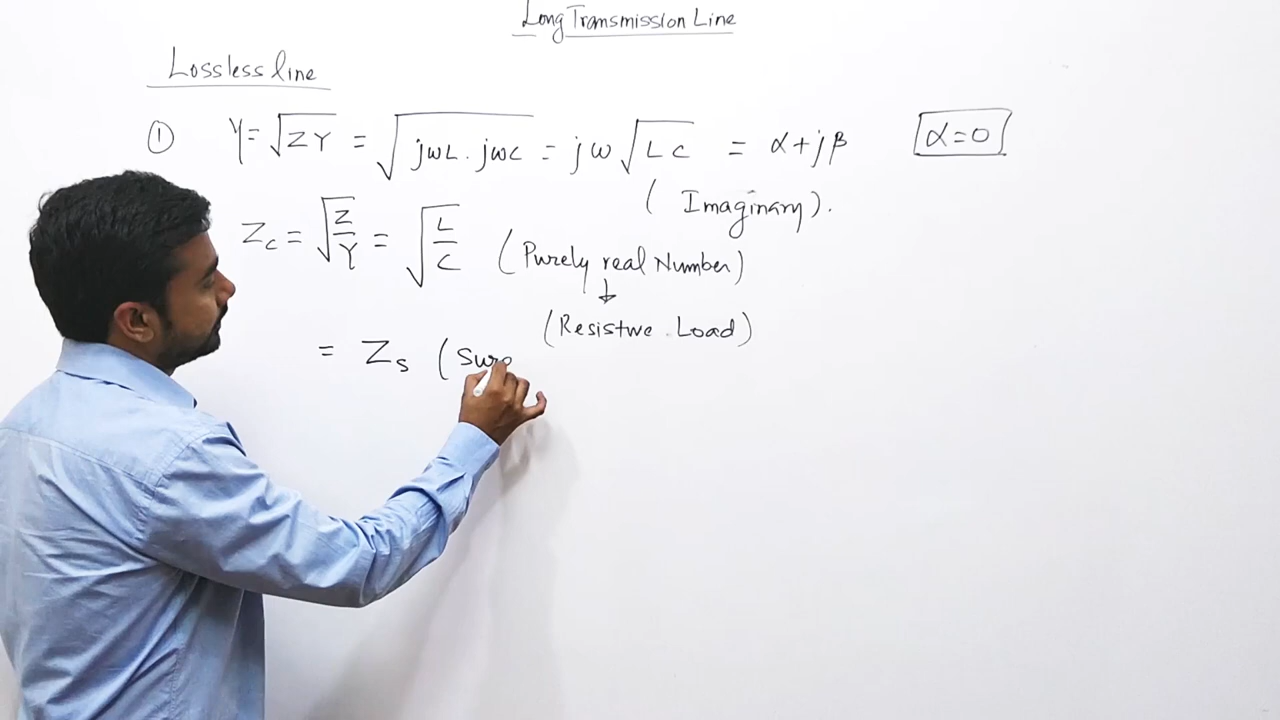 Long Transmission Line
Lossless line
① γ = √ZY = √jωL · jωC = jω √LC = α + jβ α = 0
(Imaginary).
Zc = √Z/Y = √L/C (Purely real Number)
↓
(Resistive Load)
= Zs (Sur